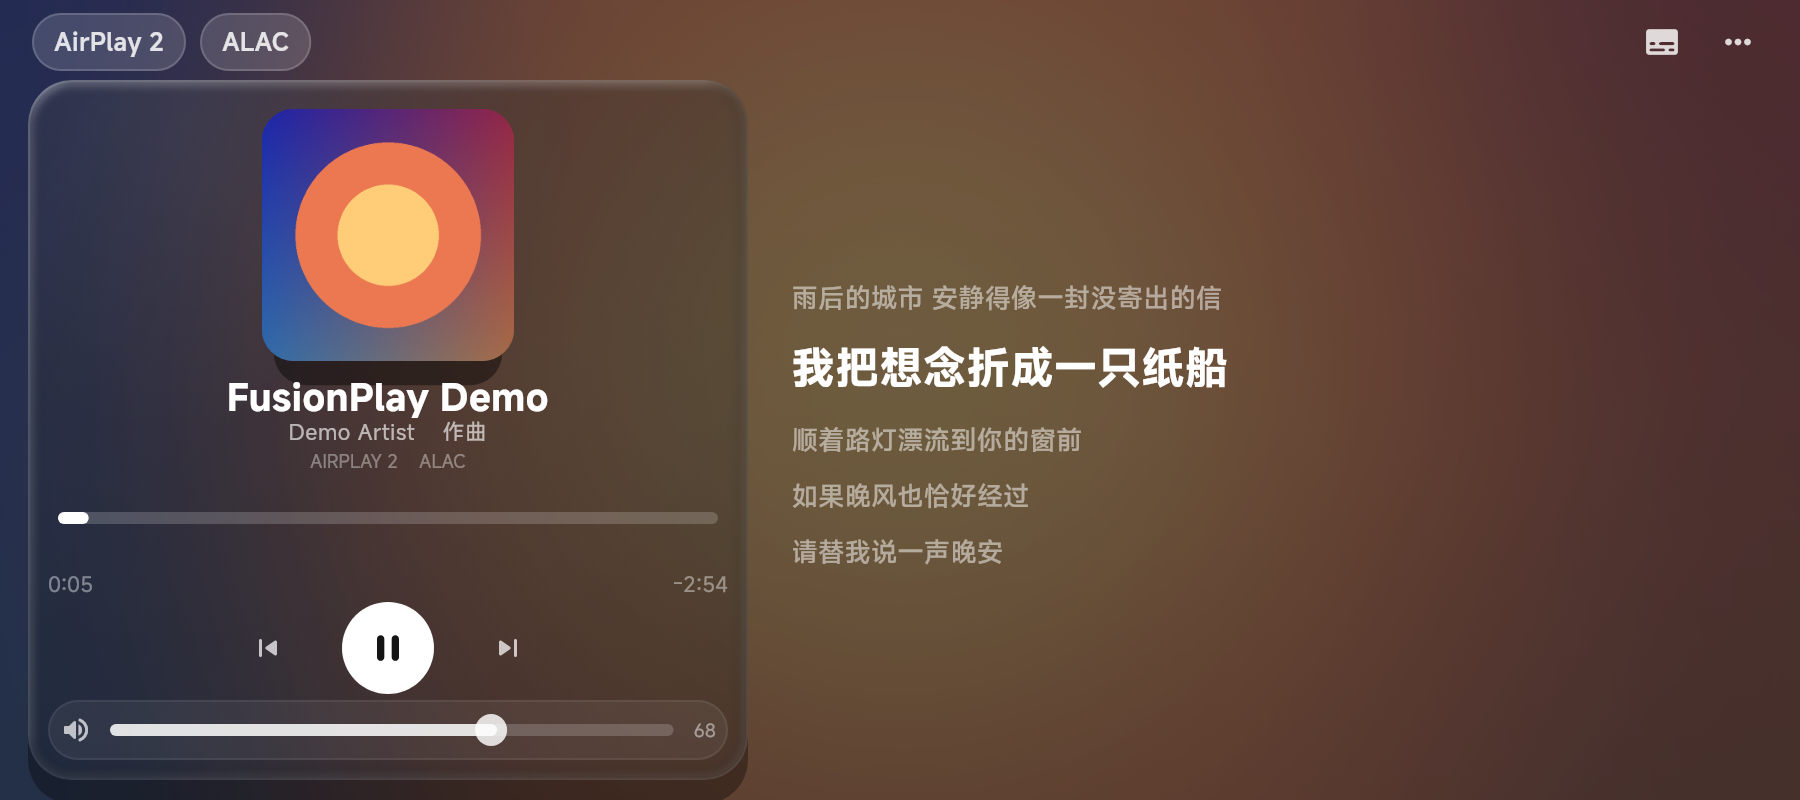 AirPlay 2
ALAC
FusionPlay Demo
Demo Artist 作曲
AIRPLAY 2 ALAC
0:05
-2:54
68
雨后的城市 安静得像一封没寄出的信
我把想念折成一只纸船
顺着路灯漂流到你的窗前
如果晚风也恰好经过
请替我说一声晚安